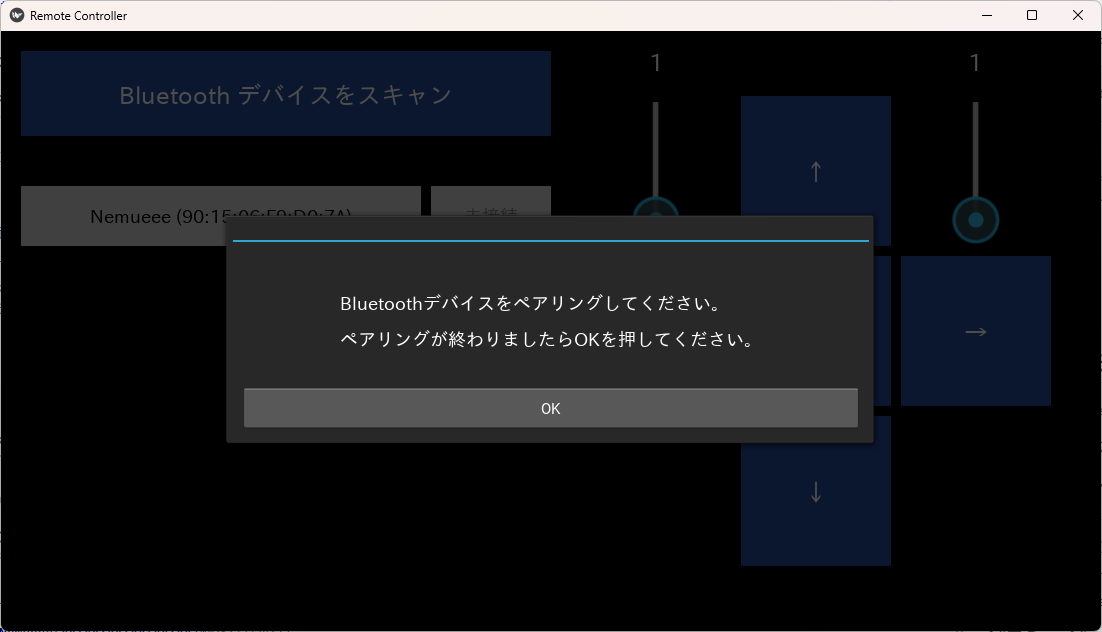 Remote Controller
Bluetooth デバイスをスキャン
1
1
↑
Nemueee (90:15:06:F9:D0:7A)
未接続
Bluetoothデバイスをペアリングしてください。
ペアリングが終わりましたらOKを押してください。
→
OK
↓